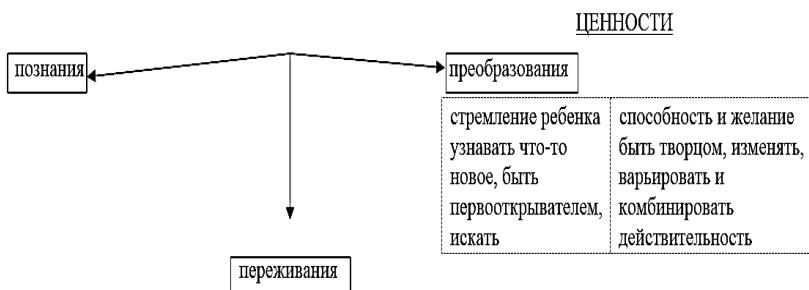 ЦЕННОСТИ
познания
преобразования
стремление ребенка
узнавать что-то
новое, быть
первооткрывателем,
искать
способность и желание
быть творцом, изменять,
варьировать и
комбинировать
действительность
переживания